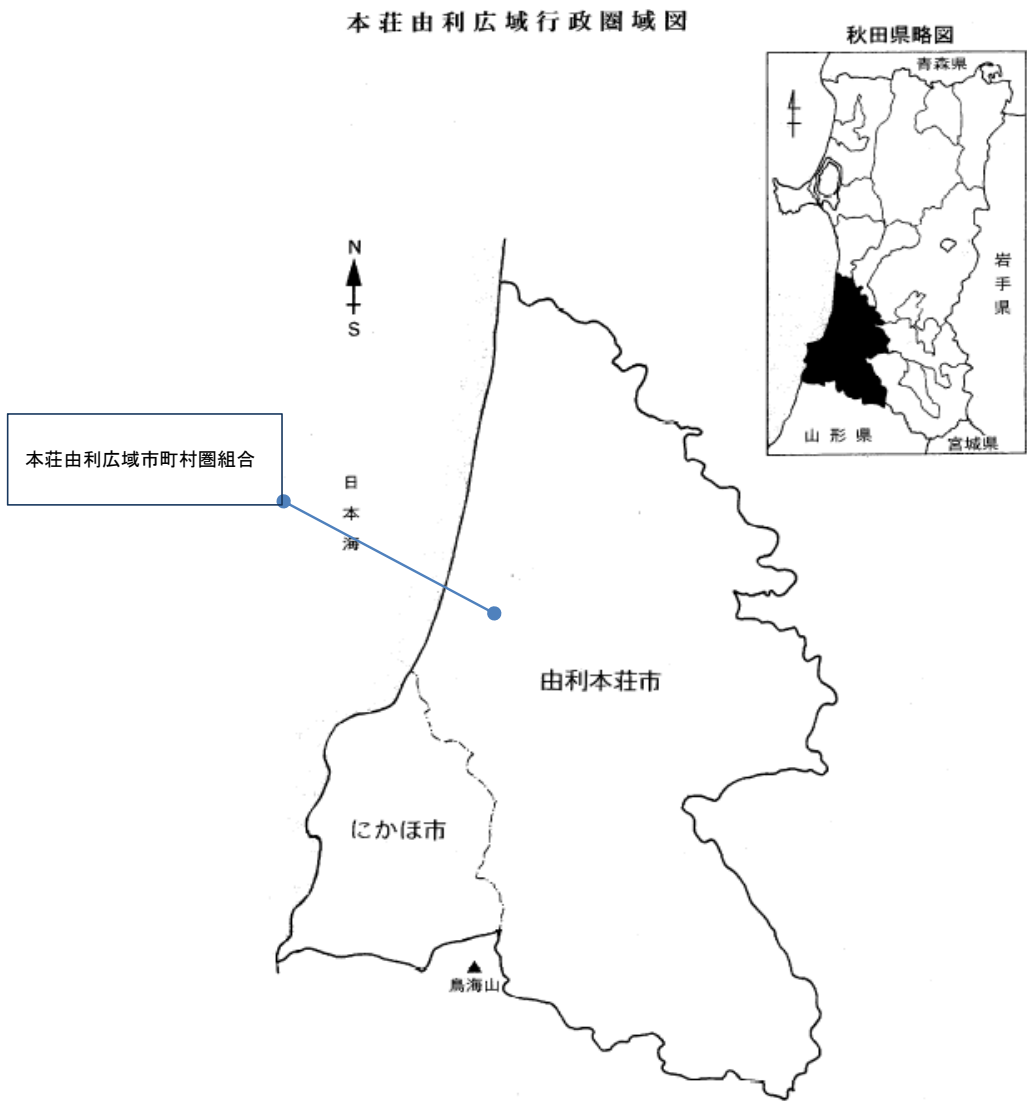 本荘由利広域行政圏域図
秋田県略図
青森県
岩手県
山形県
宮城県
N
S
本荘由利広域市町村圏組合
日本海
由利本荘市
にかほ市
鳥海山